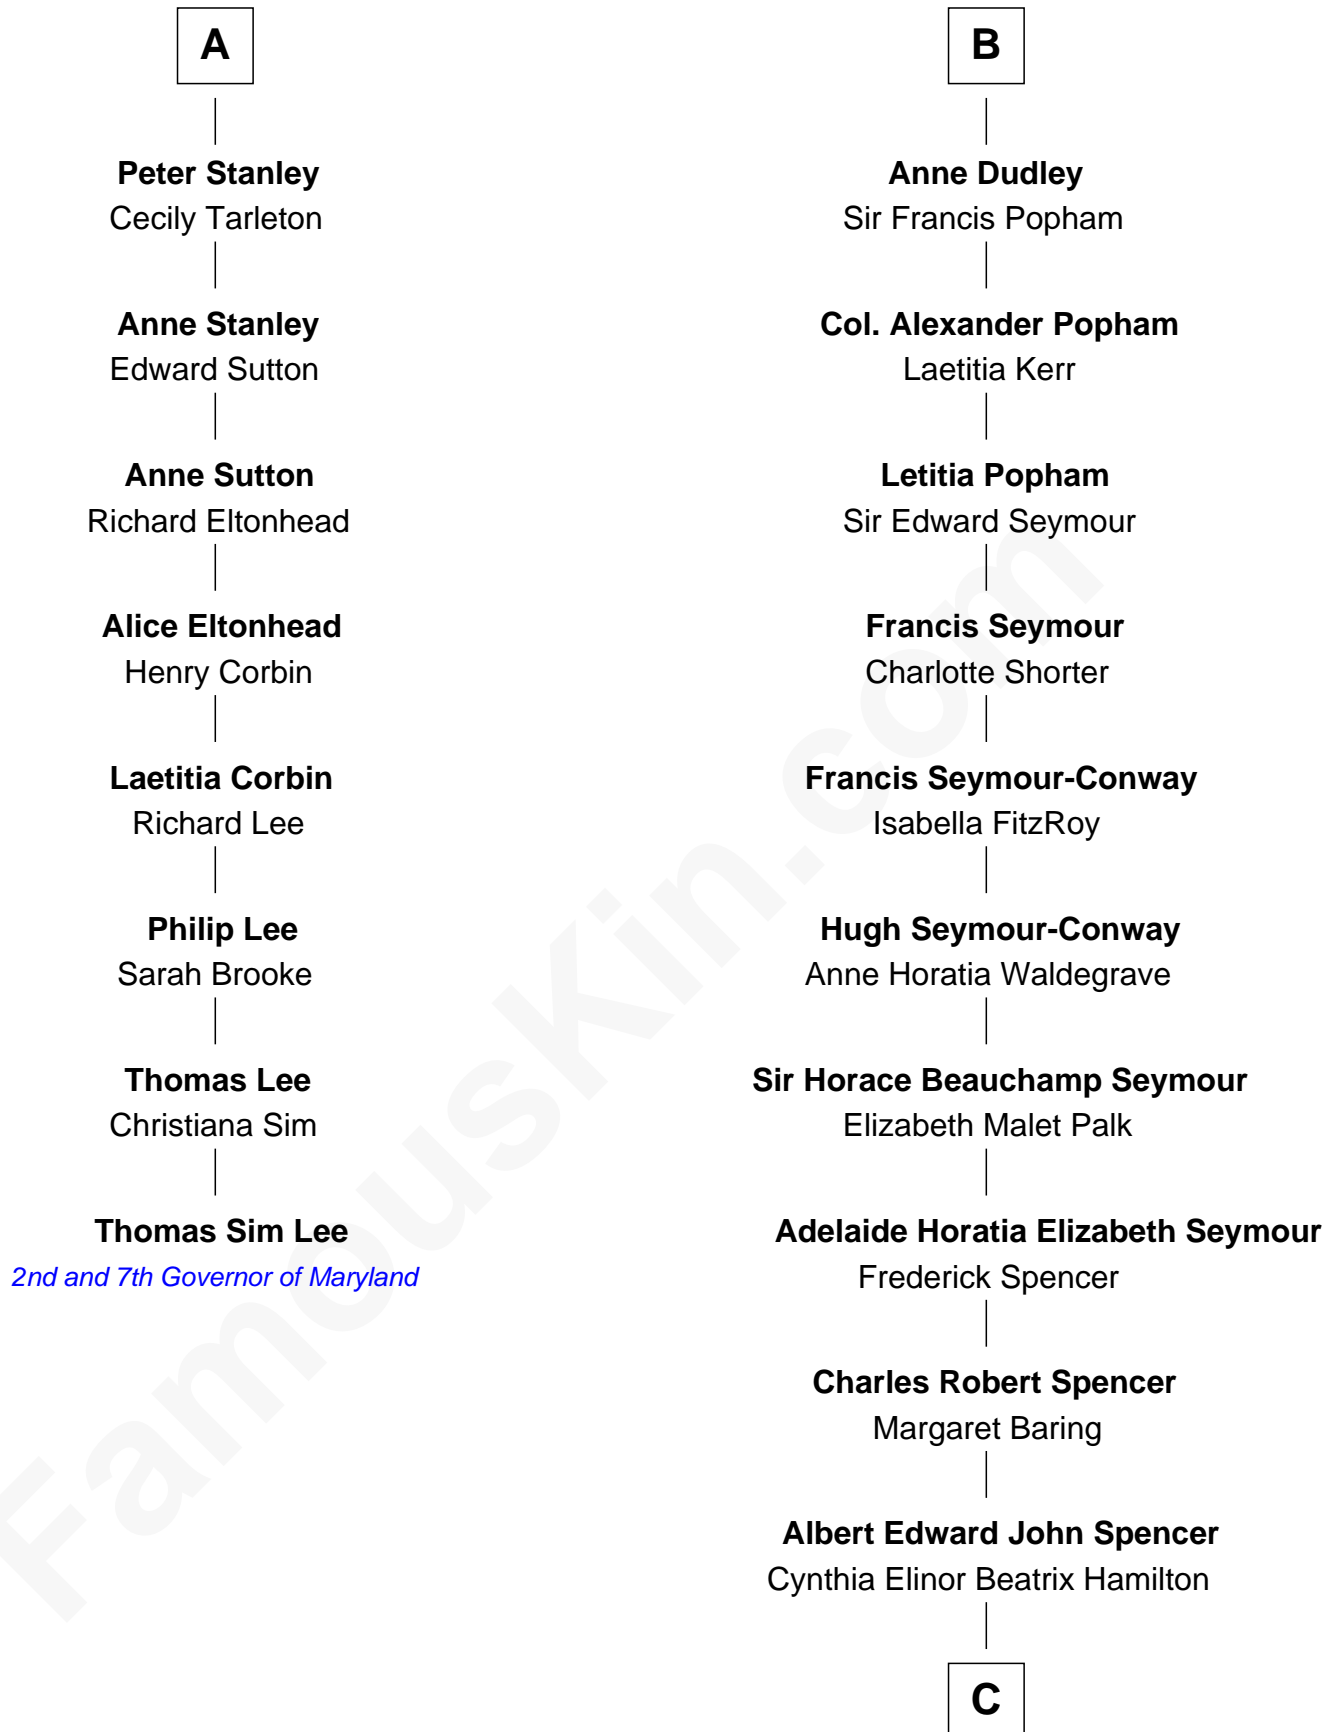 A
Peter Stanley
Cecily Tarleton
Anne Stanley
Edward Sutton
Anne Sutton
Richard Eltonhead
Alice Eltonhead
Henry Corbin
Laetitia Corbin
Richard Lee
Philip Lee
Sarah Brooke
Thomas Lee
Christiana Sim
Thomas Sim Lee
2nd and 7th Governor of Maryland
B
Anne Dudley
Sir Francis Popham
Col. Alexander Popham
Laetitia Kerr
Letitia Popham
Sir Edward Seymour
Francis Seymour
Charlotte Shorter
Francis Seymour-Conway
Isabella FitzRoy
Hugh Seymour-Conway
Anne Horatia Waldegrave
Sir Horace Beauchamp Seymour
Elizabeth Malet Palk
Adelaide Horatia Elizabeth Seymour
Frederick Spencer
Charles Robert Spencer
Margaret Baring
Albert Edward John Spencer
Cynthia Elinor Beatrix Hamilton
C
FamousKin.com